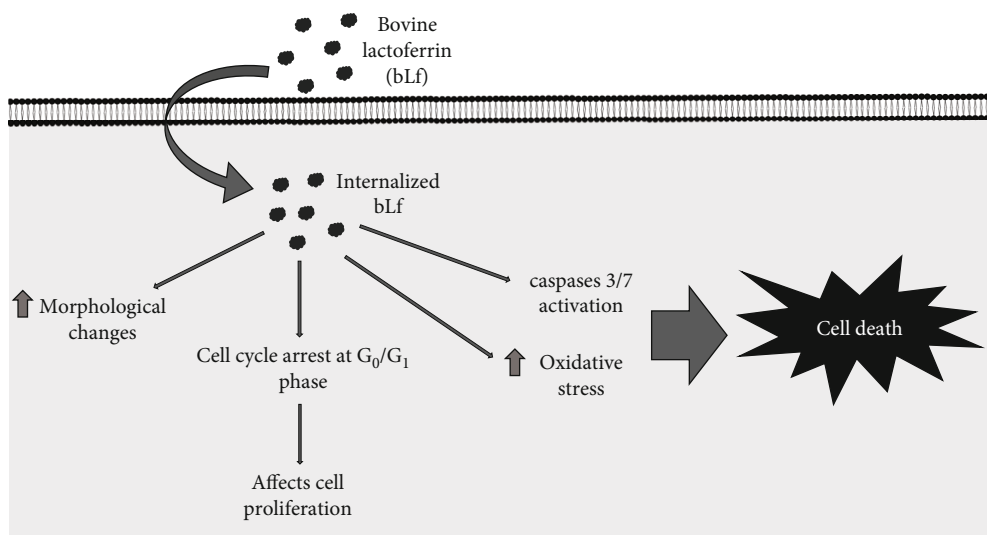 Bovine
lactoferrin
(bLf)
Internalized
bLf
Morphological
changes
Cell cycle arrest at G₀/G₁
phase
Affects cell
proliferation
caspases 3/7
activation
Oxidative
stress
Cell death